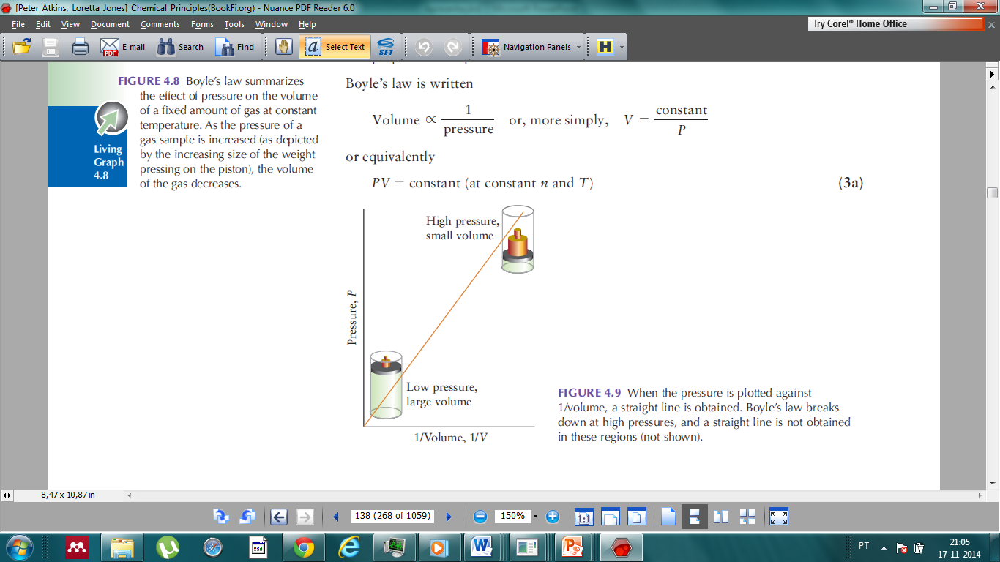 [Peter_Atkins,_Loretta_Jones]_Chemical_Principles(BookFi.org) - Nuance PDF Reader 6.0
File Edit View Document Comments Forms Tools Window Help
Try Corel® Home Office
PDF E-mail Search Find a Select Text SET Navigation Panels H
FIGURE 4.8 Boyle's law summarizes
the effect of pressure on the volume
of a fixed amount of gas at constant
temperature. As the pressure of a
gas sample is increased (as depicted
by the increasing size of the weight
pressing on the piston), the volume
of the gas decreases.
Living
Graph
4.8
Boyle's law is written
Volume ∝ 1/pressure or, more simply, V = constant/P
or equivalently
PV = constant (at constant n and T) (3a)
High pressure,
small volume
Pressure, P
Low pressure,
large volume
1/Volume, 1/V
FIGURE 4.9 When the pressure is plotted against
1/volume, a straight line is obtained. Boyle's law breaks
down at high pressures, and a straight line is not obtained
in these regions (not shown).
8,47 x 10,87 in
138 (268 of 1059) 150% 1:1
PT 21:05
17-11-2014